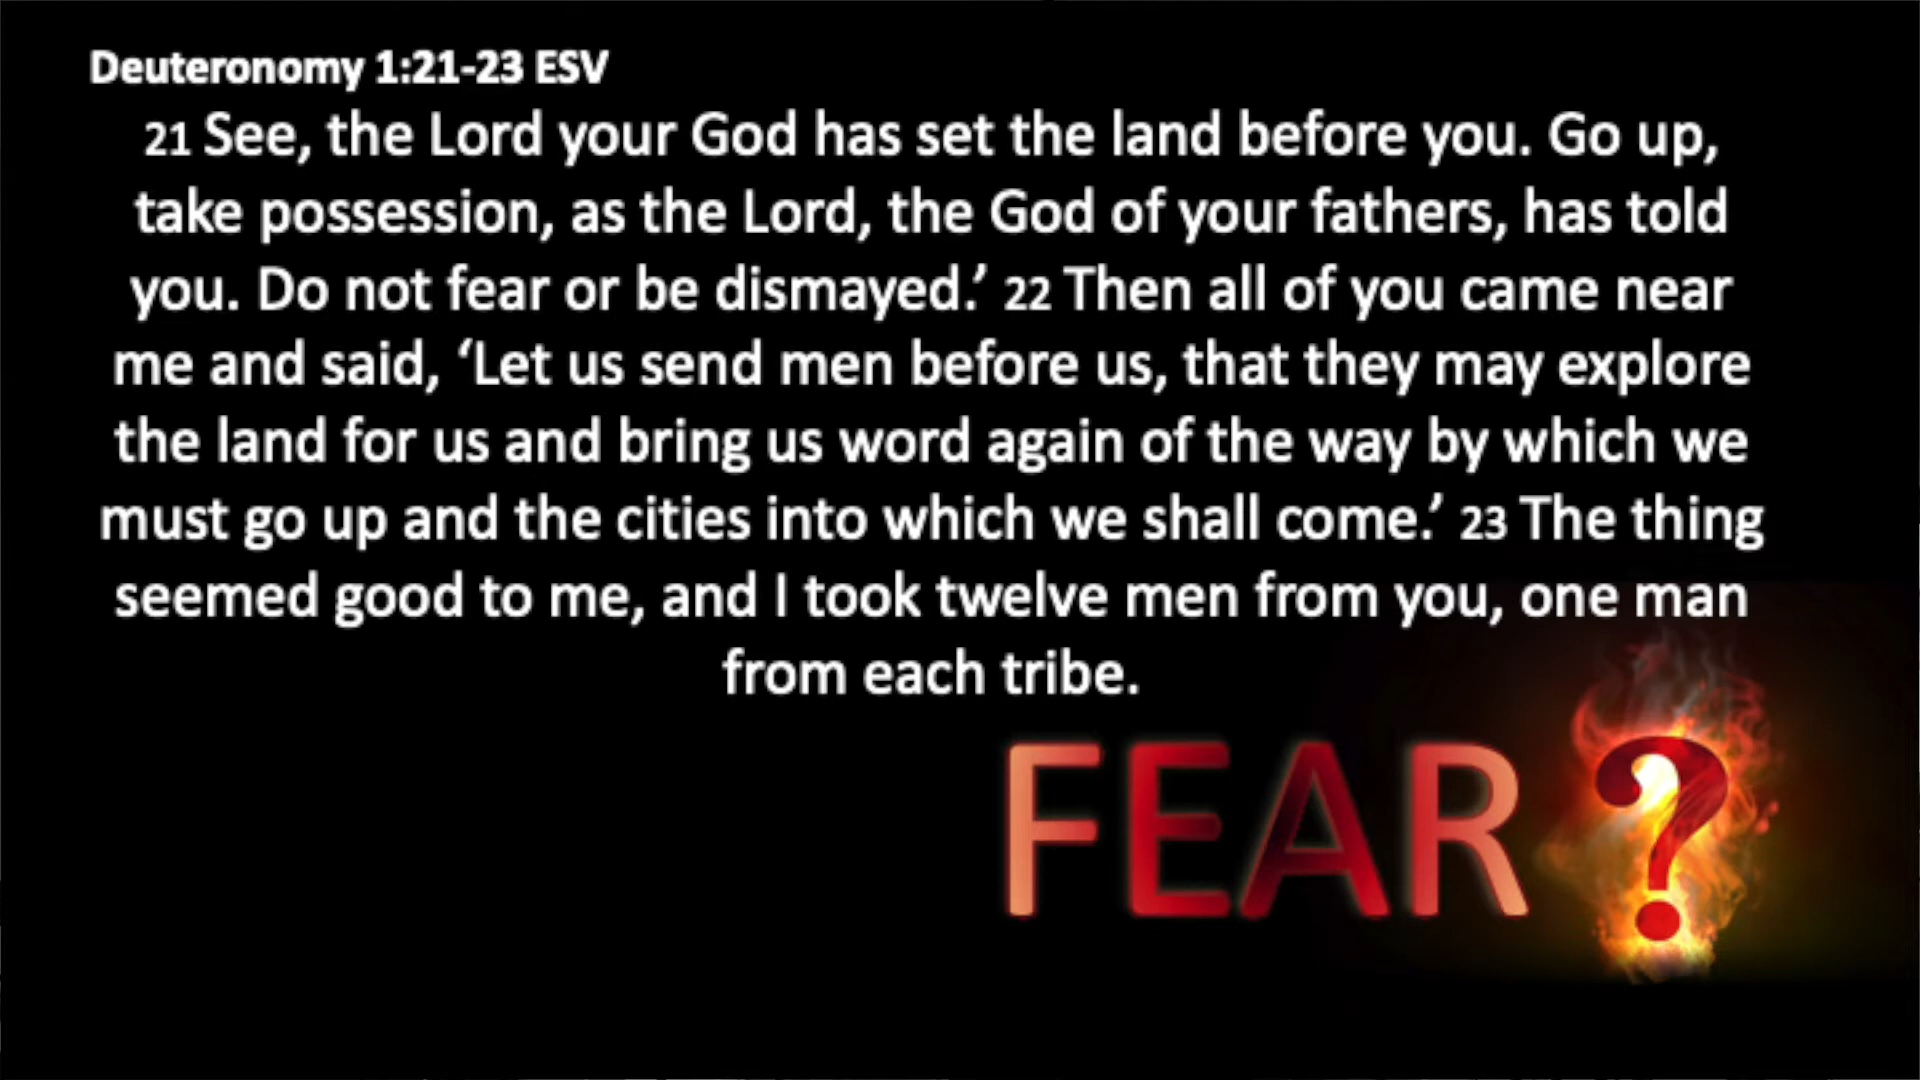 Deuteronomy 1:21-23 ESV
21 See, the Lord your God has set the land before you. Go up,
take possession, as the Lord, the God of your fathers, has told
you. Do not fear or be dismayed.’ 22 Then all of you came near
me and said, ‘Let us send men before us, that they may explore
the land for us and bring us word again of the way by which we
must go up and the cities into which we shall come.’ 23 The thing
seemed good to me, and I took twelve men from you, one man
from each tribe.
FEAR?